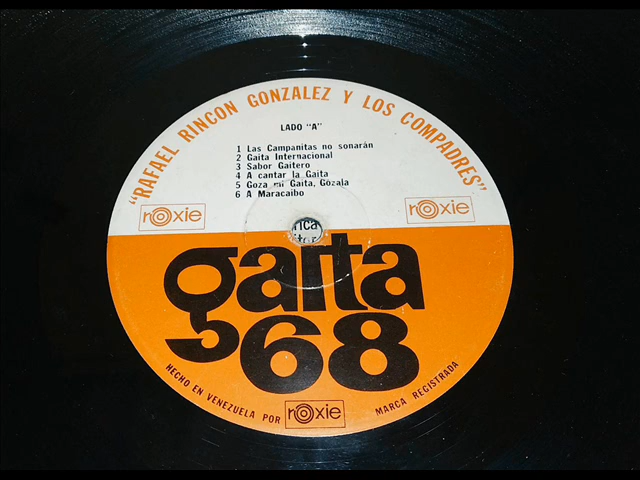 "RAFAEL RINCON GONZALEZ Y LOS COMPADRES"
LADO "A"
1 Las Campanitas no sonarán
2 Gaita Internacional
3 Sabor Gaitero
4 A cantar la Gaita
5 Goza mi Gaita, Gózala
6 A Maracaibo
roxie
roxie
rica
gaita
68
HECHO EN VENEZUELA POR roxie MARCA REGISTRADA